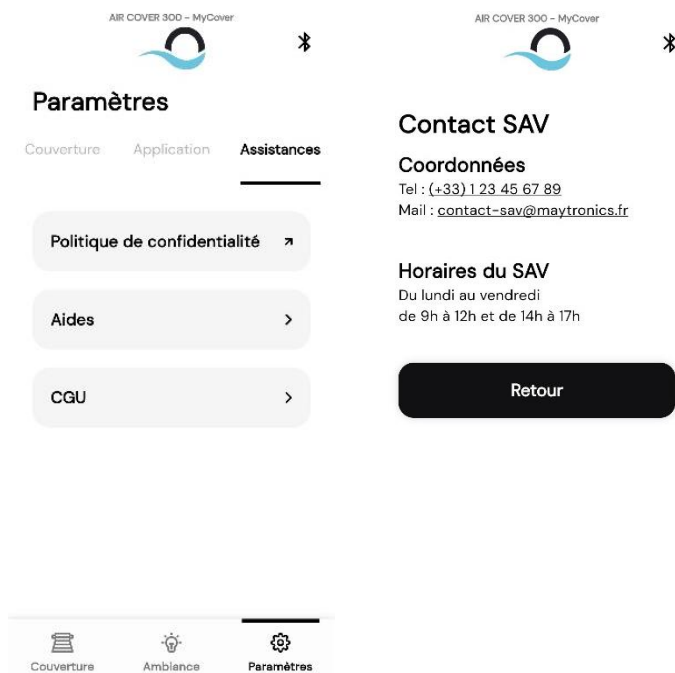 AIR COVER 300 - MyCover
Paramètres
Couverture Application Assistances
Politique de confidentialité
Aides
CGU
Couverture Ambiance Paramètres
AIR COVER 300 - MyCover
Contact SAV
Coordonnées
Tel : (+33) 1 23 45 67 89
Mail : contact-sav@maytronics.fr
Horaires du SAV
Du lundi au vendredi
de 9h à 12h et de 14h à 17h
Retour